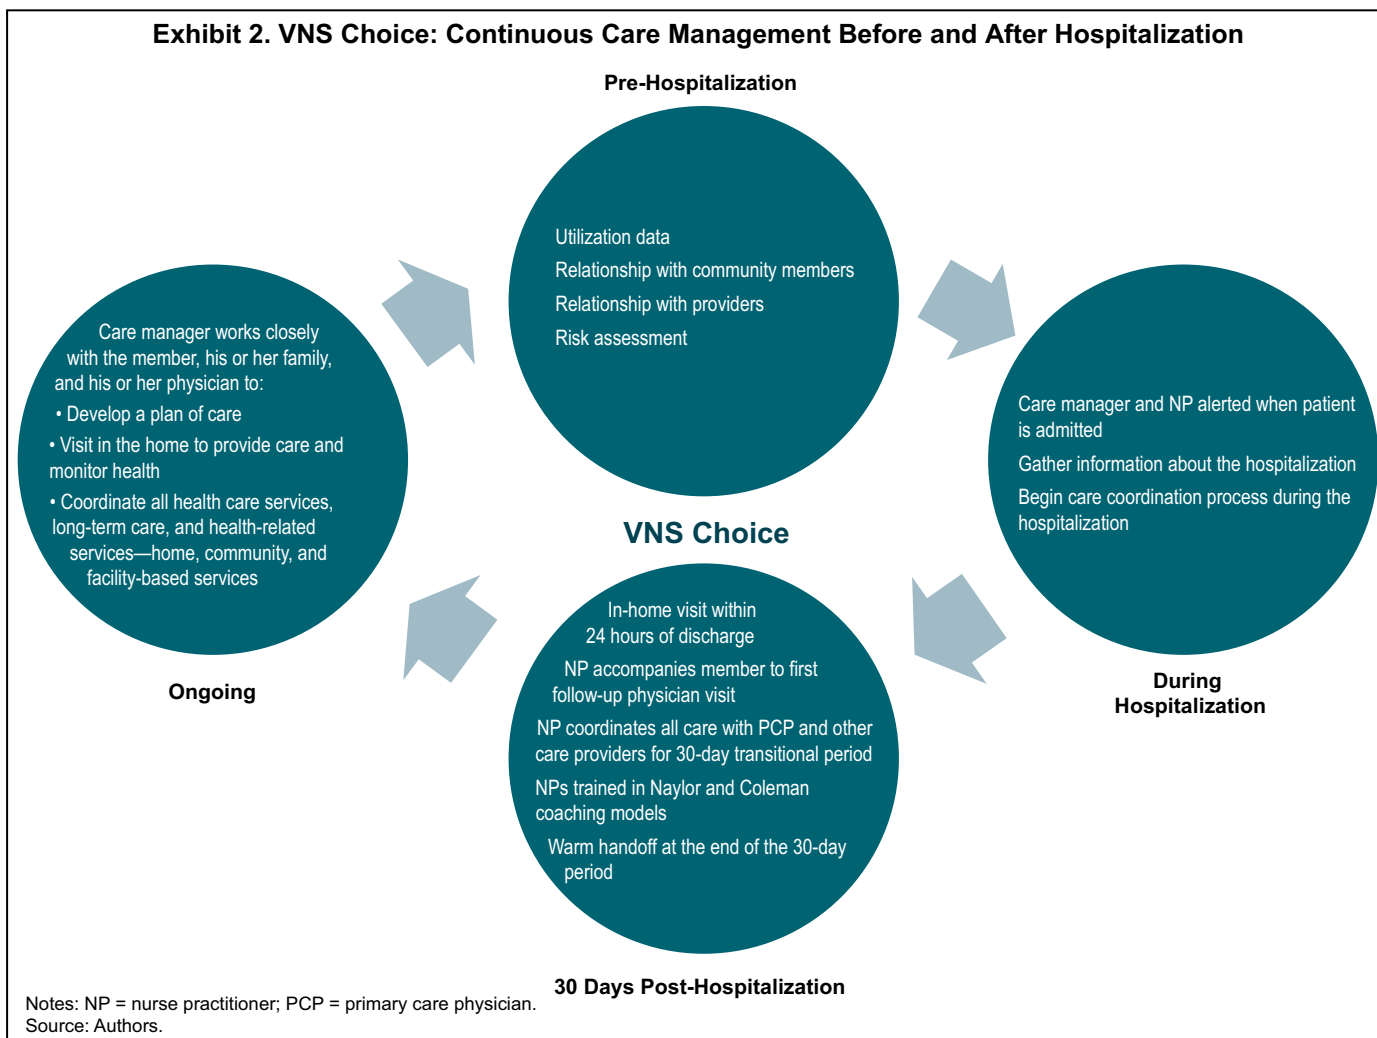 Exhibit 2. VNS Choice: Continuous Care Management Before and After Hospitalization
Pre-Hospitalization
Utilization data
Relationship with community members
Relationship with providers
Risk assessment
Care manager and NP alerted when patient
is admitted
Gather information about the hospitalization
Begin care coordination process during the
hospitalization
During
Hospitalization
VNS Choice
In-home visit within
24 hours of discharge
NP accompanies member to first
follow-up physician visit
NP coordinates all care with PCP and other
care providers for 30-day transitional period
NPs trained in Naylor and Coleman
coaching models
Warm handoff at the end of the 30-day
period
30 Days Post-Hospitalization
Care manager works closely
with the member, his or her family,
and his or her physician to:
• Develop a plan of care
• Visit in the home to provide care and
monitor health
• Coordinate all health care services,
long-term care, and health-related
services—home, community, and
facility-based services
Ongoing
Notes: NP = nurse practitioner; PCP = primary care physician.
Source: Authors.